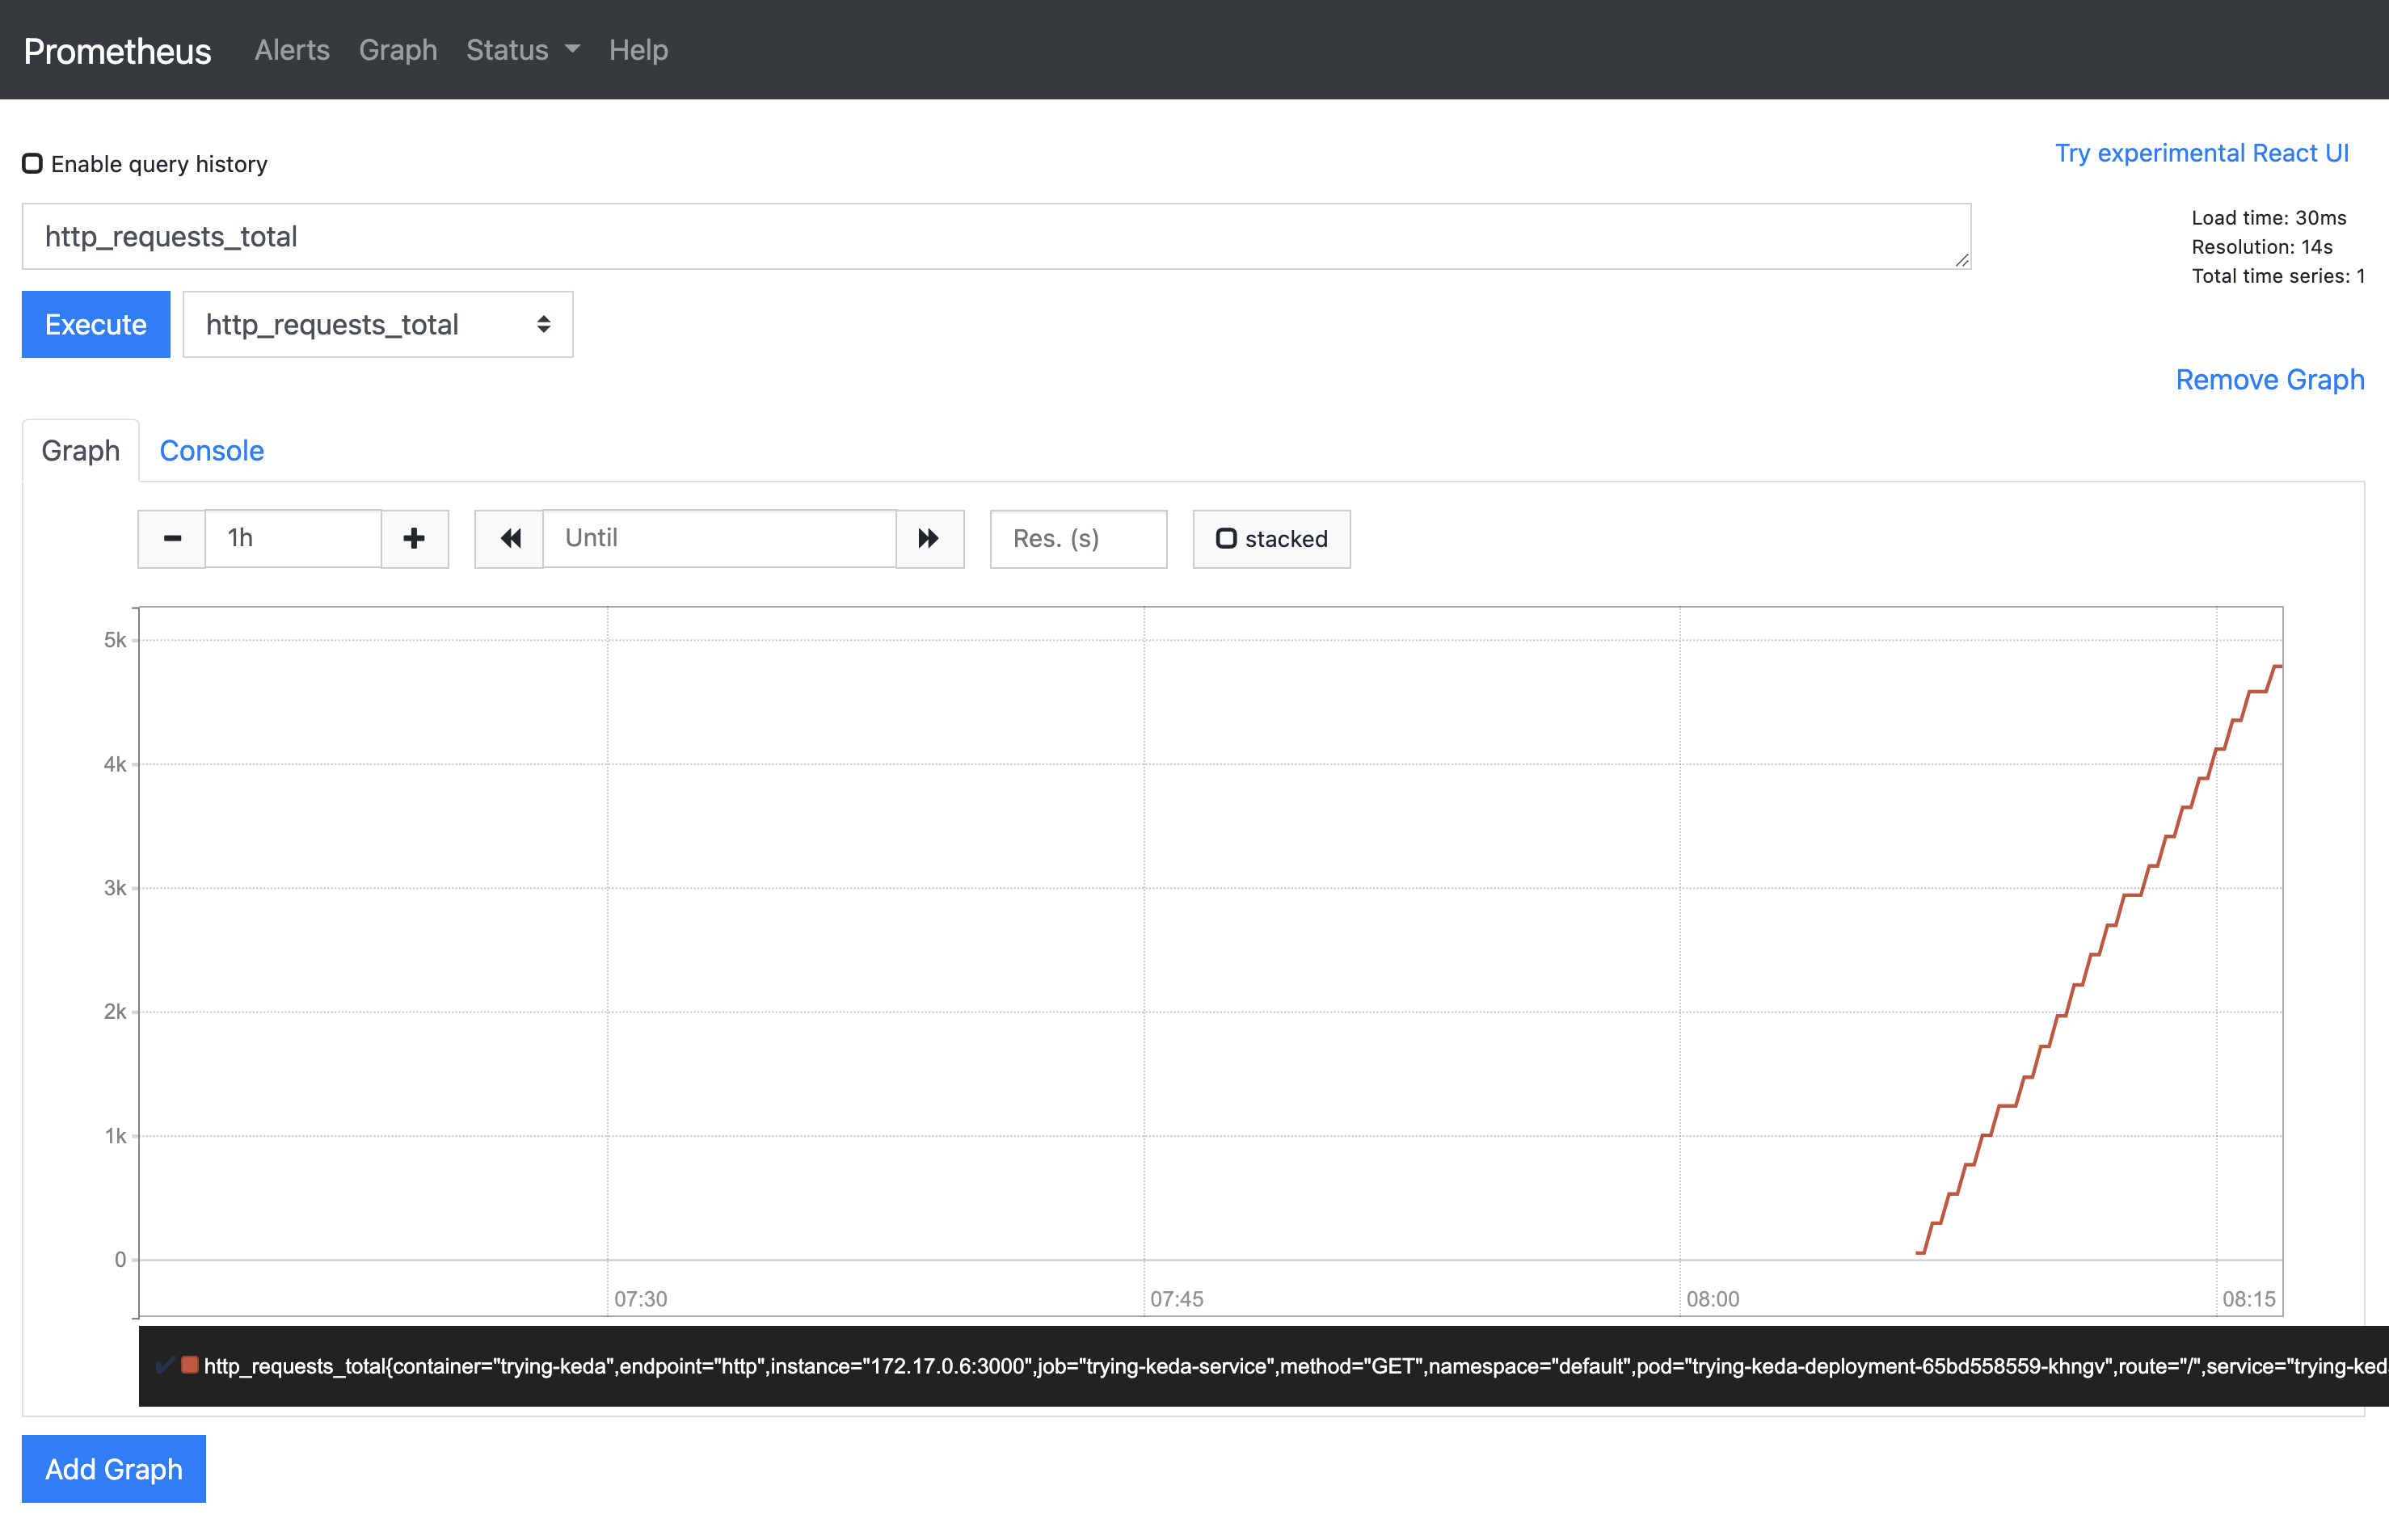 Prometheus Alerts Graph Status Help
Enable query history
Try experimental React UI
http_requests_total
Load time: 30ms
Resolution: 14s
Total time series: 1
Execute http_requests_total
Remove Graph
Graph Console
1h Until Res. (s) stacked
5k
4k
3k
2k
1k
0
07:30 07:45 08:00 08:15
http_requests_total{container="trying-keda",endpoint="http",instance="172.17.0.6:3000",job="trying-keda-service",method="GET",namespace="default",pod="trying-keda-deployment-65bd558559-khngv",route="/",service="trying-ked
Add Graph